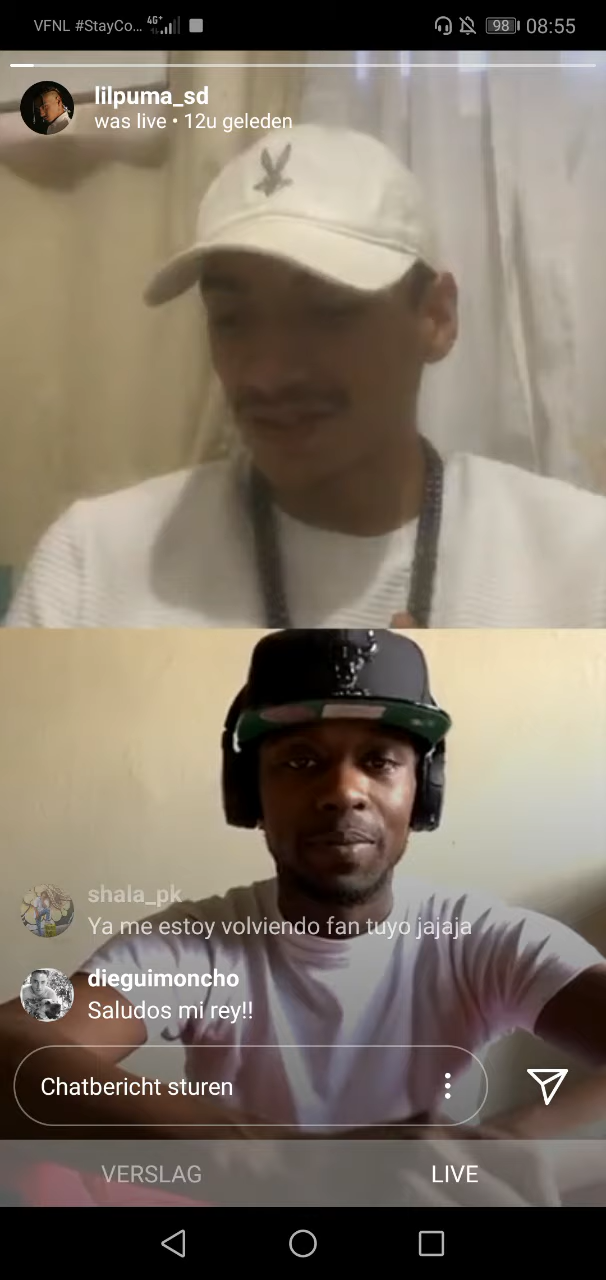 VFNL #StayCo... 4G+ 98 08:55
lilpuma_sd
was live • 12u geleden
shala_pk
Ya me estoy volviendo fan tuyo jajaja
dieguimoncho
Saludos mi rey!!
Chatbericht sturen
VERSLAG LIVE